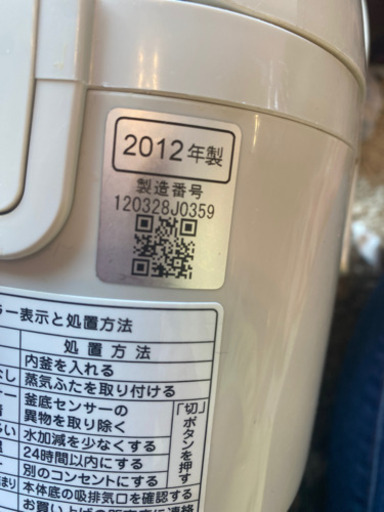 2012年製
製造番号
120328J0359
ラー表示と処置方法
処置方法
内釜を入れる
蒸気ふたを取り付ける
釜底センサーの
異物を取り除く
水加減を少なくする
24時間以内にする
別のコンセントにする
本体底の吸排気口を確認する
「切」ボタンを押す